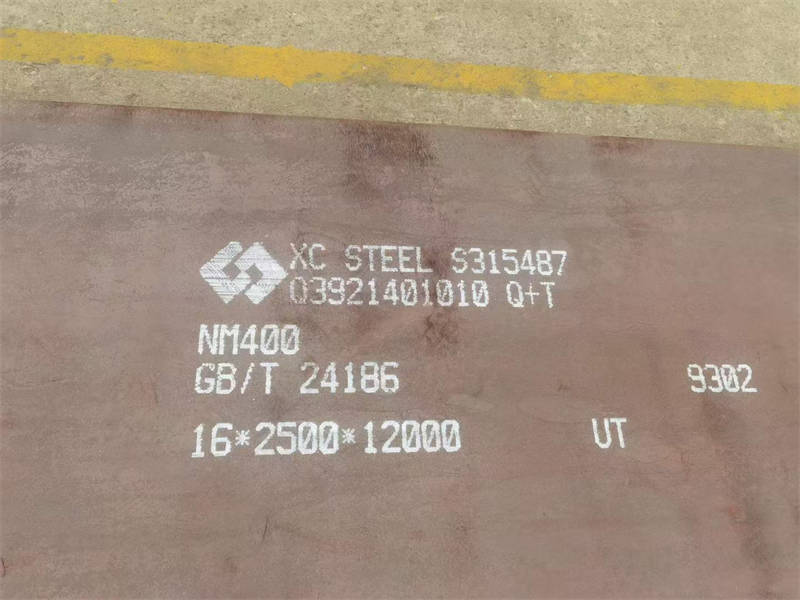 XC STEEL S315487
Q3921401010 Q+T
NM400
GB/T 24186 9302
16*2500*12000 UT